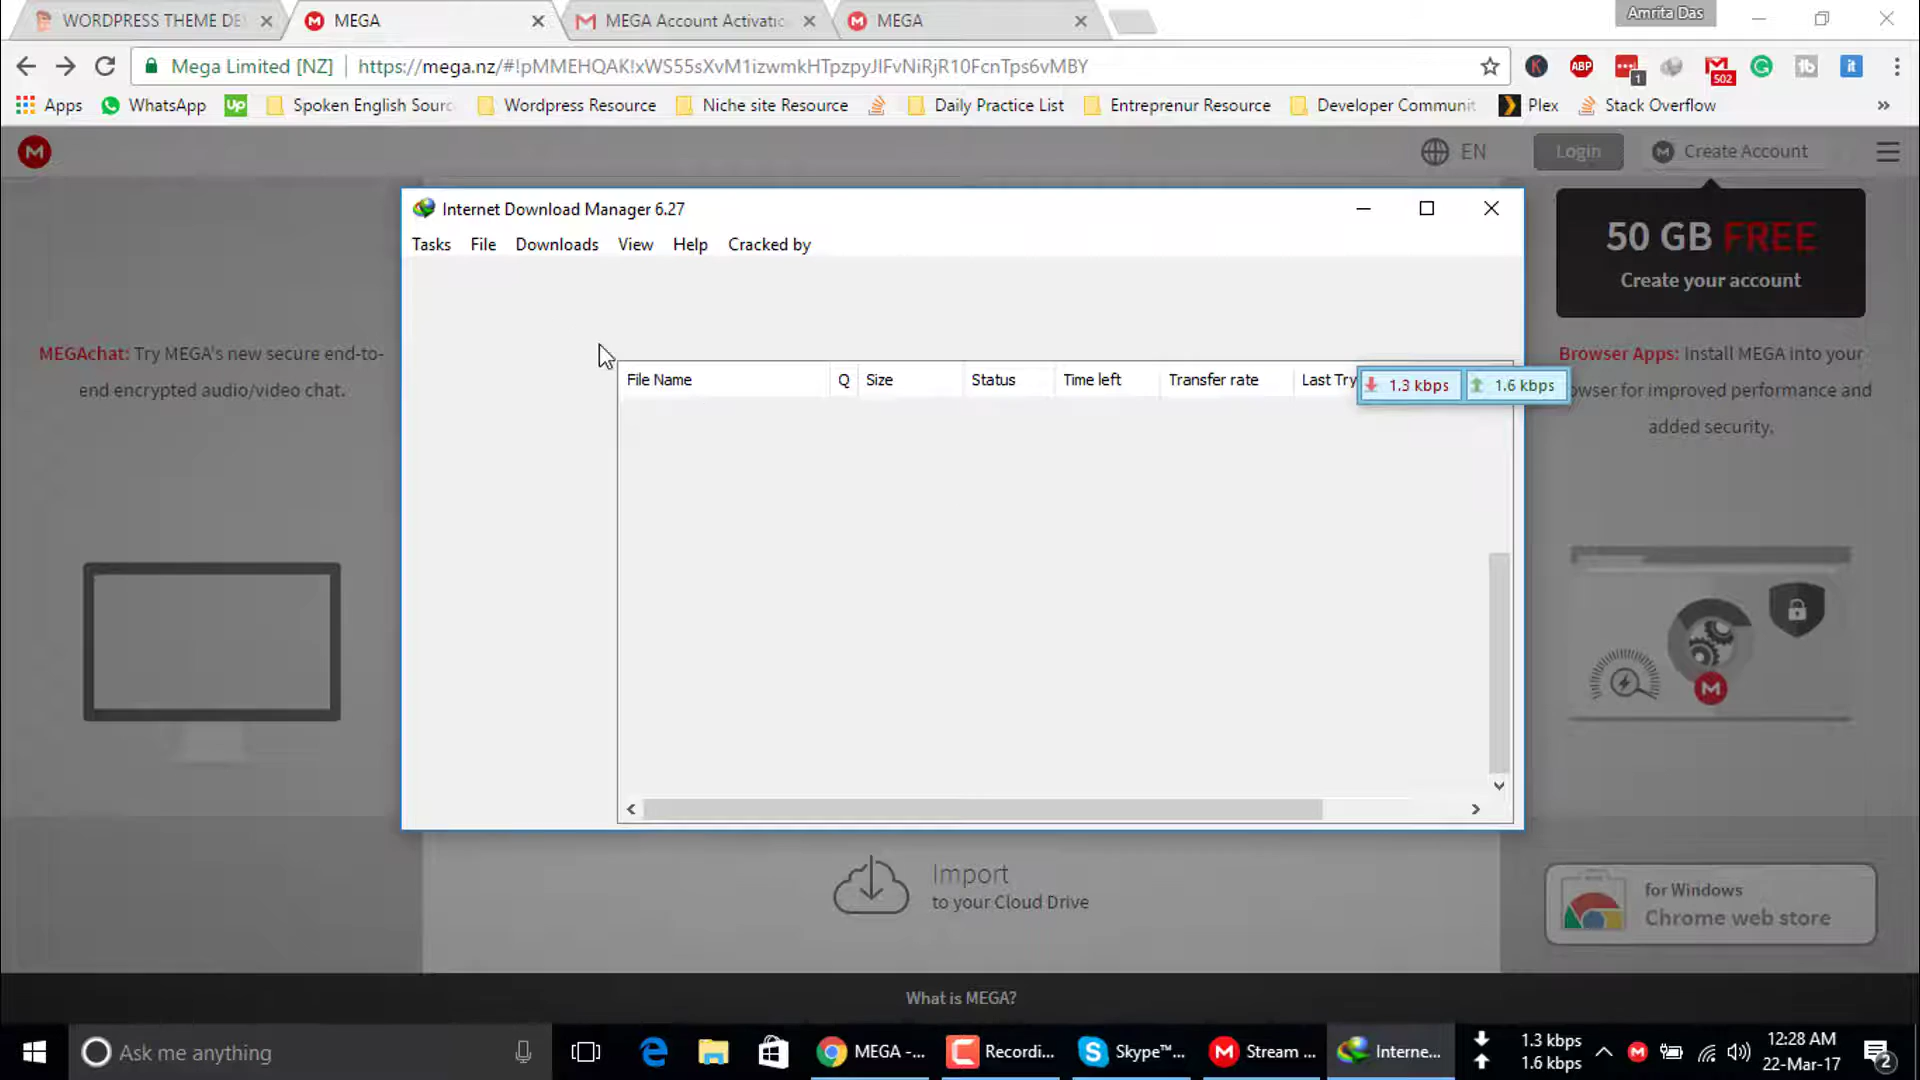 WORDPRESS THEME DE
MEGA
MEGA Account Activatio
MEGA
Amrita Das
Mega Limited [NZ]
https://mega.nz/#!pMMEHQAK!xWS55sXvM1izwmkHTpzpyJIFvNiRjR10FcnTps6vMBY
ABP
1
502
Apps
WhatsApp
Up
Spoken English Sourc
Wordpress Resource
Niche site Resource
Daily Practice List
Entreprenur Resource
Developer Communit
Plex
Stack Overflow
»
M
EN
Login
Create Account
Internet Download Manager 6.27
Tasks File Downloads View Help Cracked by
50 GB FREE
Create your account
MEGAchat: Try MEGA's new secure end-to-
end encrypted audio/video chat.
Browser Apps: Install MEGA into your
owser for improved performance and
added security.
File Name Q Size Status Time left Transfer rate Last Try
1.3 kbps
1.6 kbps
Import
to your Cloud Drive
for Windows
Chrome web store
What is MEGA?
Ask me anything
MEGA -...
Recordi...
Skype™...
Stream ...
Interne...
1.3 kbps
1.6 kbps
12:28 AM
22-Mar-17
2